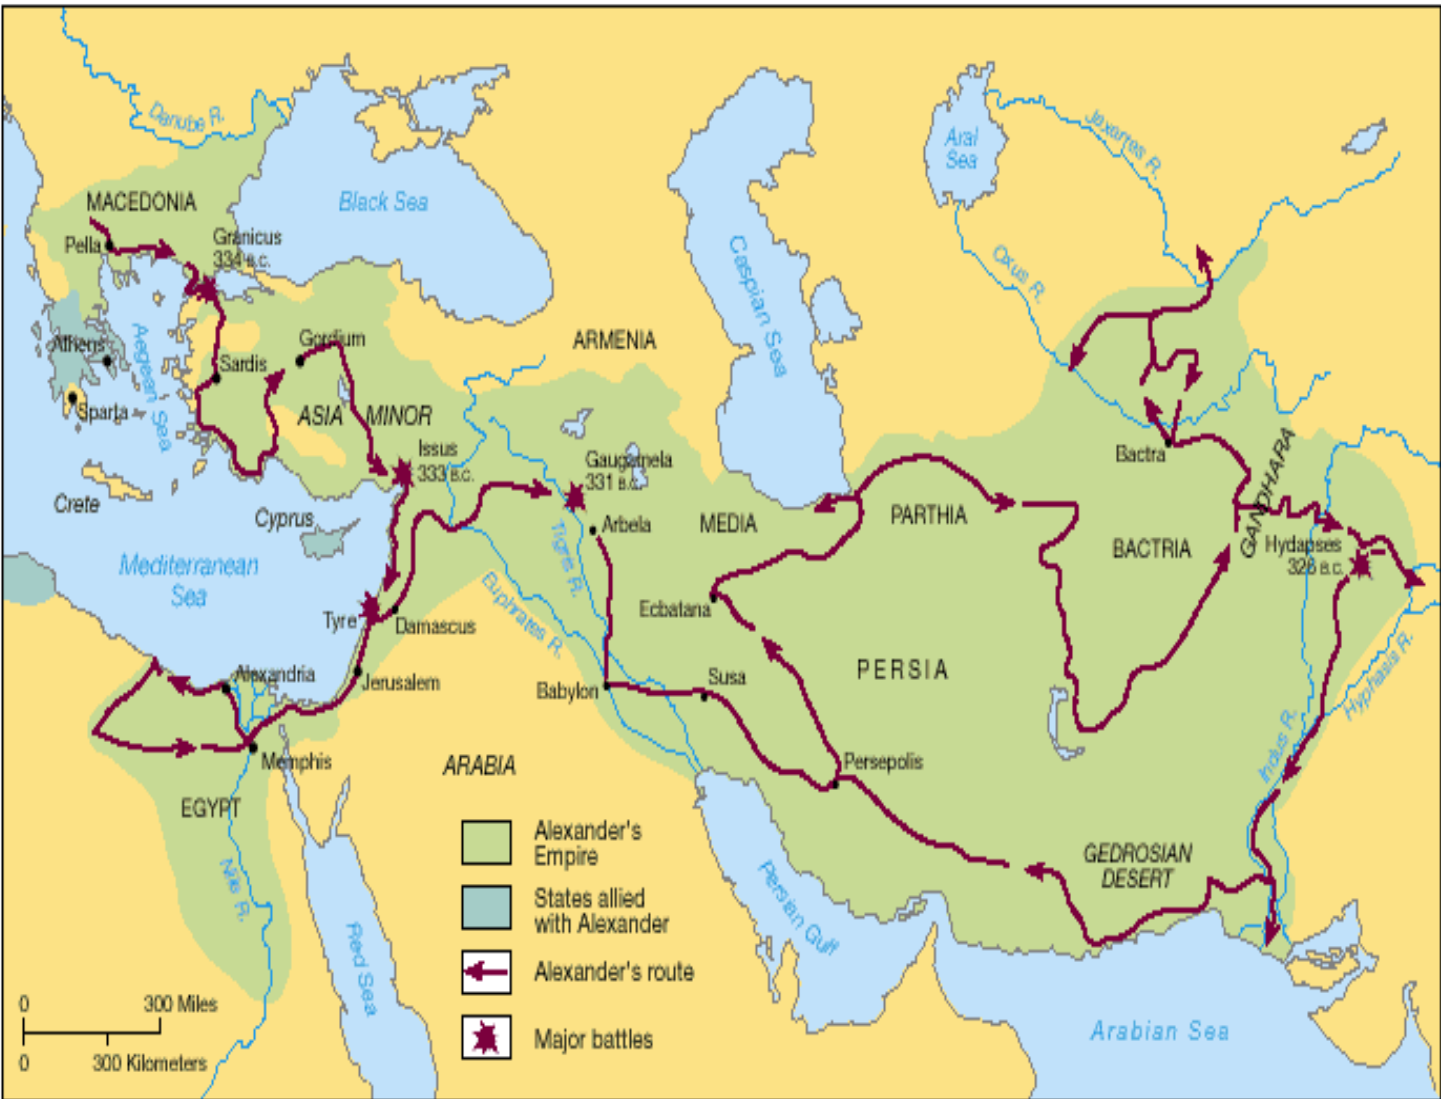 Danube R.
MACEDONIA
Pella
Granicus
334 B.C.
Black Sea
Aral
Sea
Jaxartes R.
Oxus R.
Caspian Sea
Athens
Aegean Sea
Sparta
Sardis
Gordium
ASIA MINOR
ARMENIA
Issus
333 B.C.
Gaugamela
331 B.C.
Arbela
Tigris R.
MEDIA
PARTHIA
Bactra
BACTRIA
GANDHARA
Hydapses
326 B.C.
Crete
Cyprus
Mediterranean
Sea
Tyre
Damascus
Euphrates R.
Ecbatana
PERSIA
Hyphasis R.
Alexandria
Jerusalem
Babylon
Susa
Indus R.
Memphis
ARABIA
Persepolis
EGYPT
Nile R.
Red Sea
Persian Gulf
GEDROSIAN
DESERT
Arabian Sea
Alexander's
Empire
States allied
with Alexander
Alexander's route
Major battles
0 300 Miles
0 300 Kilometers